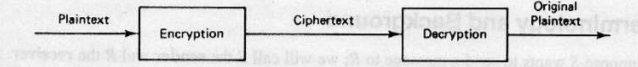 Plaintext
Encryption
Ciphertext
Decryption
Original
Plaintext